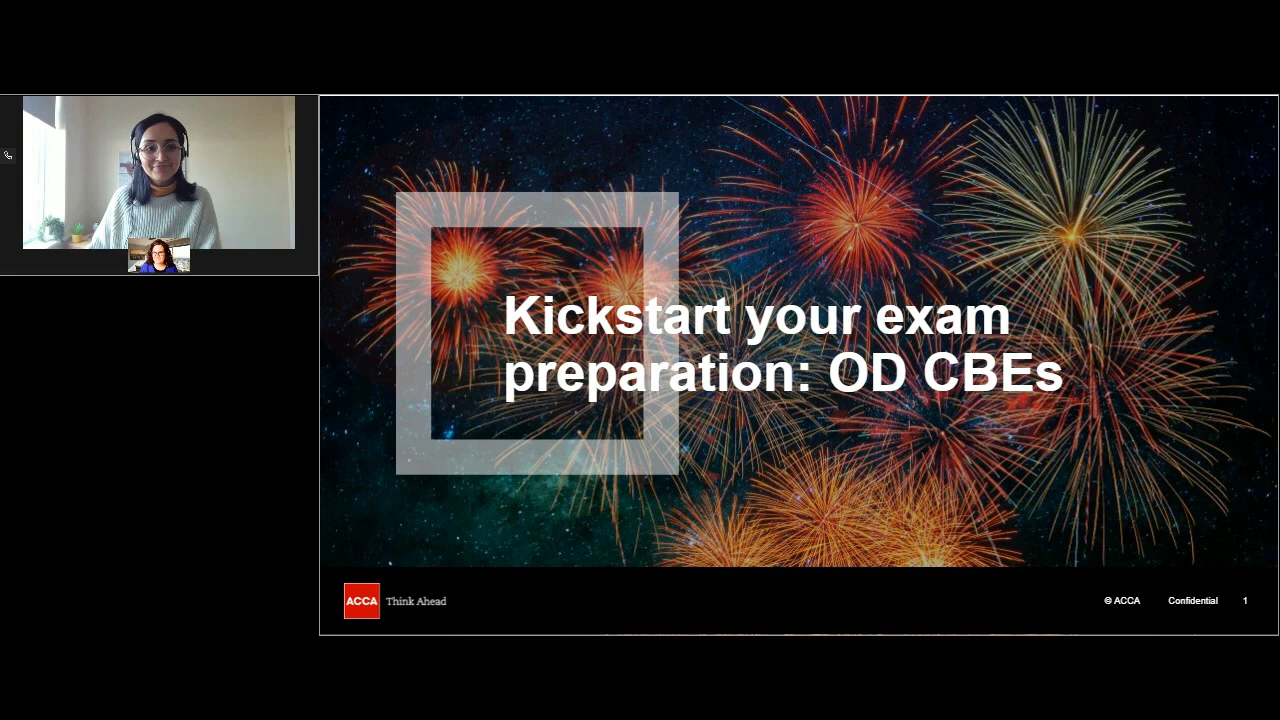 Kickstart your exam
preparation: OD CBEs
ACCA
Think Ahead
© ACCA
Confidential
1